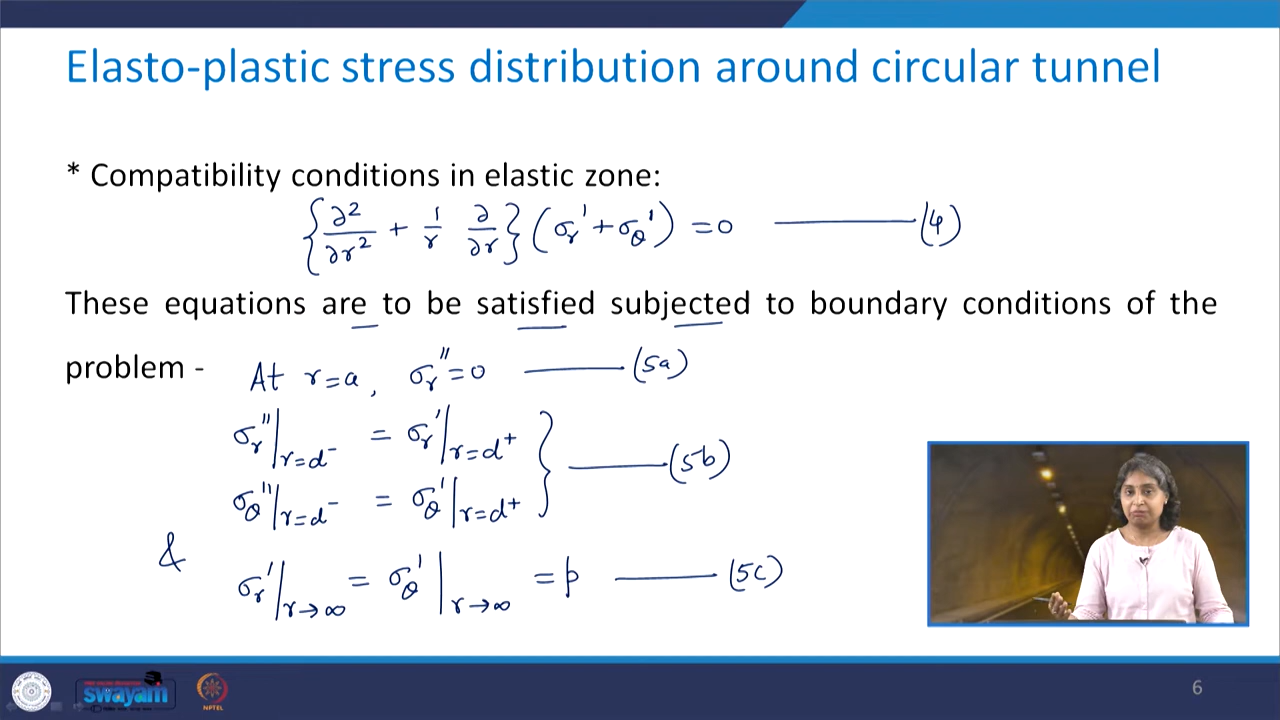 Elasto-plastic stress distribution around circular tunnel
* Compatibility conditions in elastic zone:
{∂²/∂r² + 1/r ∂/∂r} (σr' + σθ') = 0 ——— (4)
These equations are to be satisfied subjected to boundary conditions of the
problem - At r=a, σr'' = 0 ——— (5a)
σr''|r=d⁻ = σr'|r=d⁺
σθ''|r=d⁻ = σθ'|r=d⁺ } ——— (5b)
& σr'|r→∞ = σθ'|r→∞ = p ——— (5c)
swayam
NPTEL
6